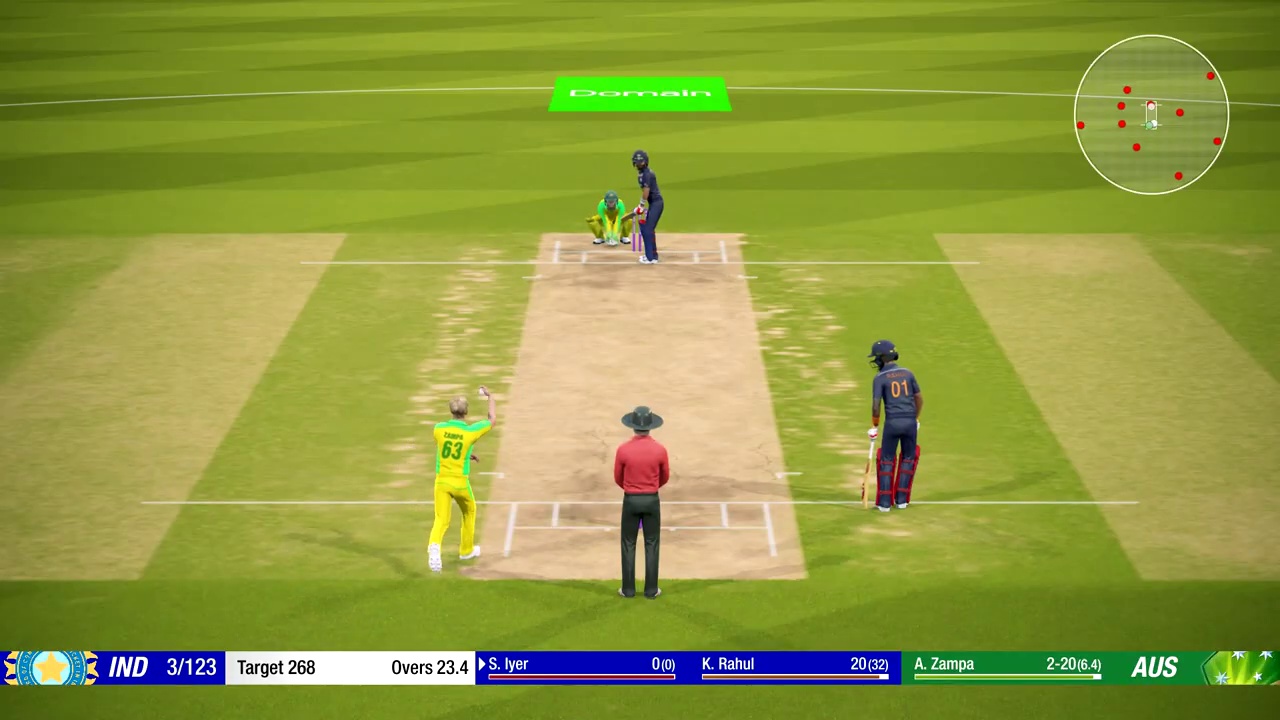 Domain
01
ZAMPA
63
IND 3/123 Target 268 Overs 23.4 S. Iyer 0(0) K. Rahul 20(32) A. Zampa 2-20(6.4) AUS